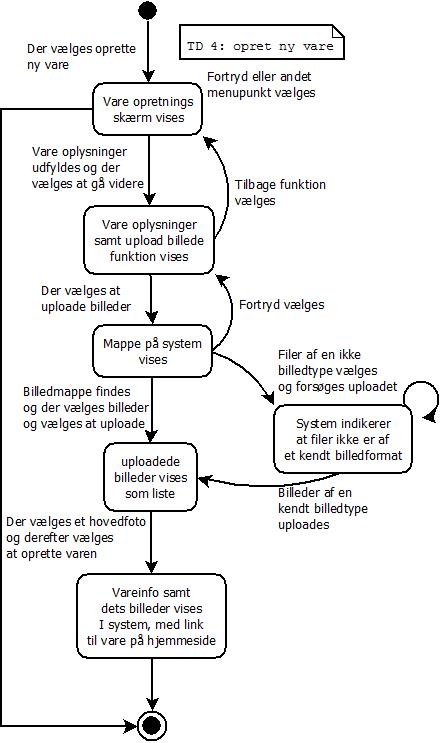 TD 4: opret ny vare
Der vælges oprette
ny vare
Fortryd eller andet
menupunkt vælges
Vare opretnings
skærm vises
Vare oplysninger
udfyldes og der
vælges at gå videre
Tilbage funktion
vælges
Vare oplysninger
samt upload billede
funktion vises
Der vælges at
uploade billeder
Fortryd vælges
Mappe på system
vises
Filer af en ikke
billedtype vælges
og forsøges uploadet
Billedmappe findes
og der vælges billeder
og vælges at uploade
System indikerer
at filer ikke er af
et kendt billedformat
uploadede
billeder vises
som liste
Billeder af en
kendt billedtype
uploades
Der vælges et hovedfoto
og derefter vælges
at oprette varen
Vareinfo samt
dets billeder vises
I system, med link
til vare på hjemmeside